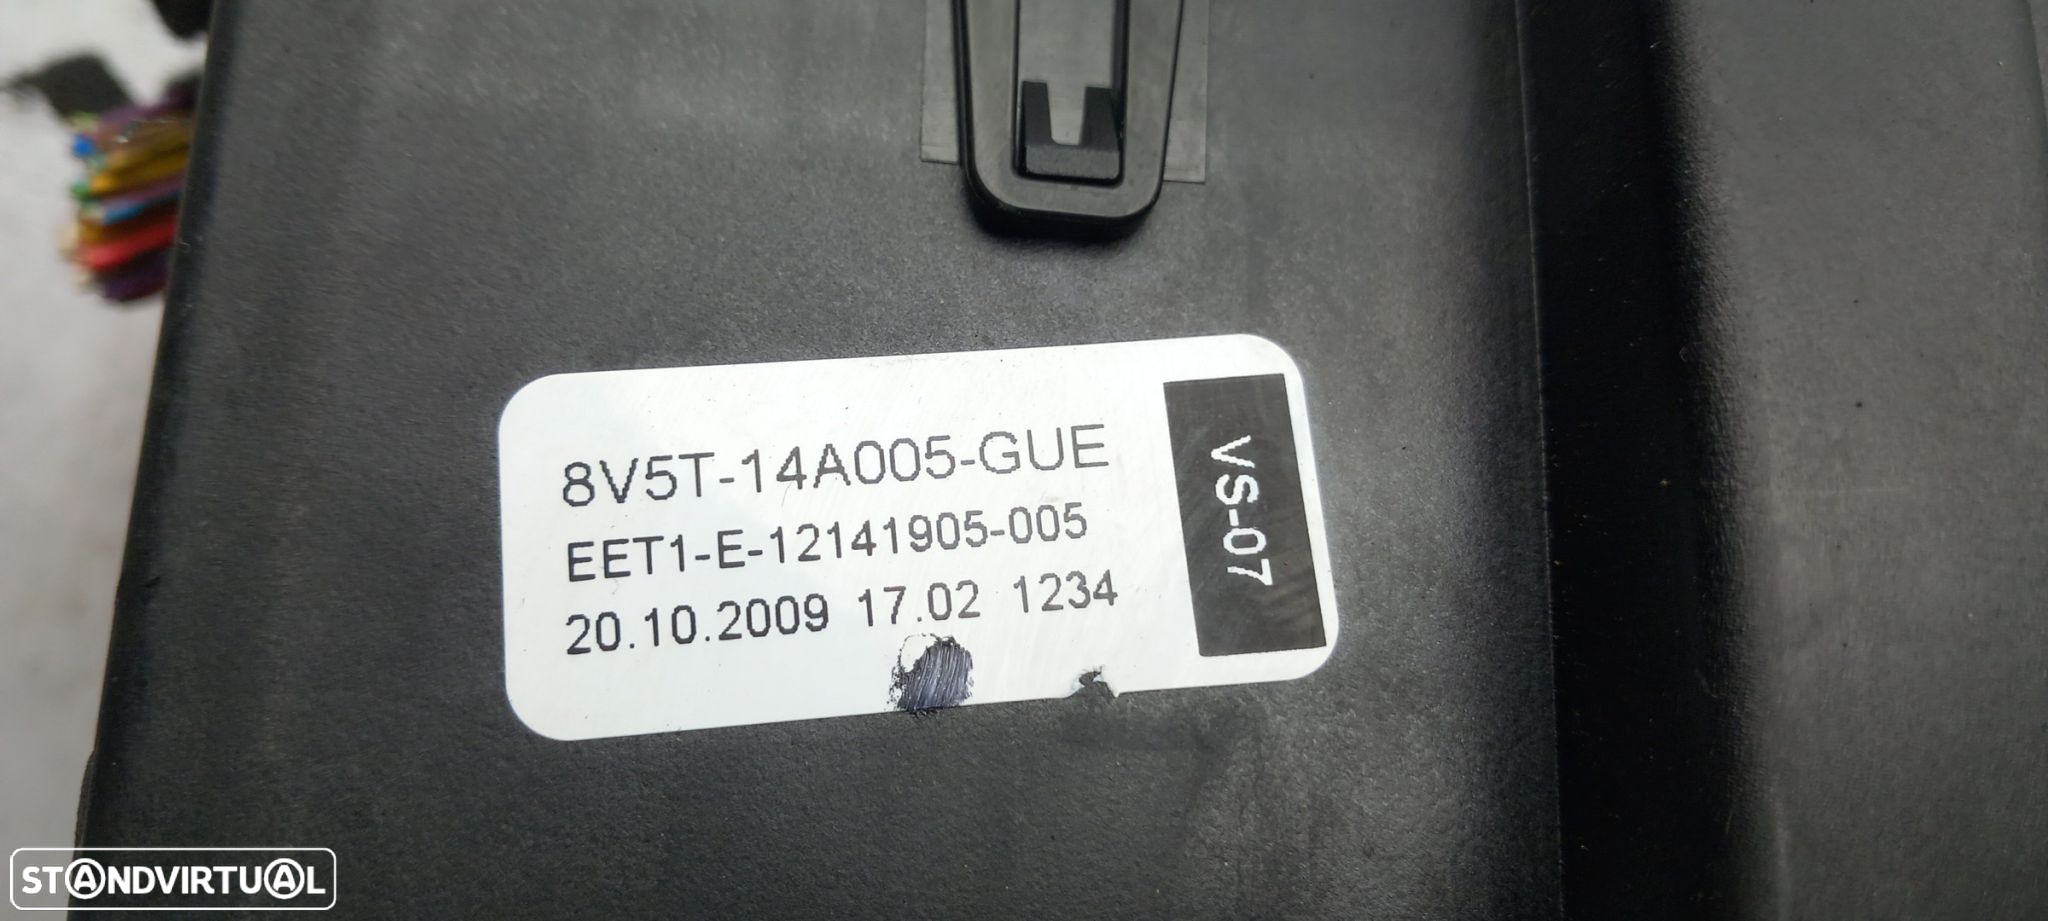 8V5T-14A005-GUE
EET1-E-12141905-005
20.10.2009 17.02 1234
VS-07
STANDVIRTUAL